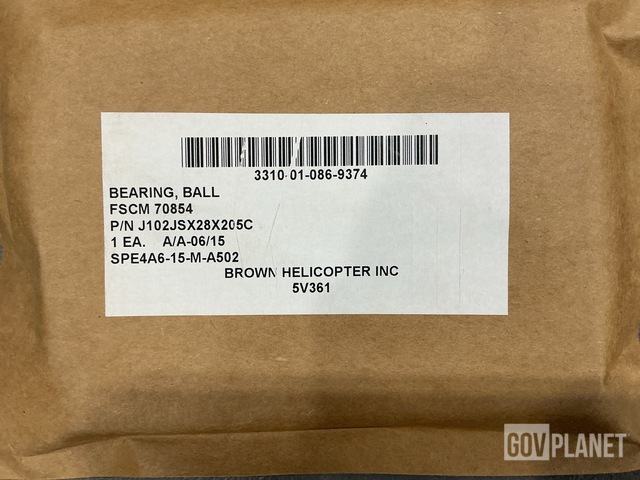 3310-01-086-9374
BEARING, BALL
FSCM 70854
P/N J102JSX28X205C
1 EA. A/A-06/15
SPE4A6-15-M-A502
BROWN HELICOPTER INC
5V361
GOVPLANET